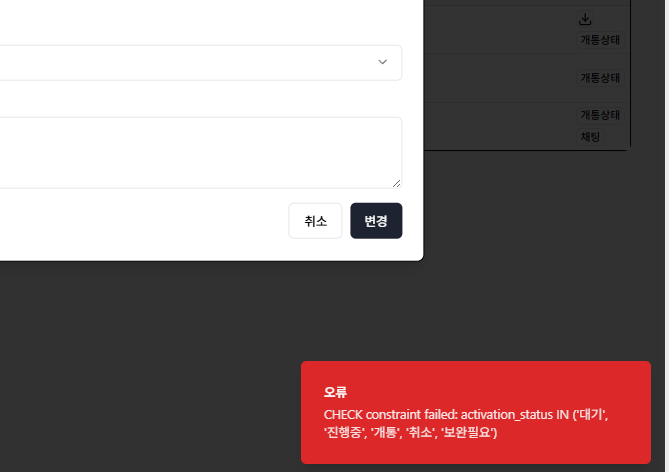 개통상태
개통상태
개통상태
채팅
취소
변경
오류
CHECK constraint failed: activation_status IN ('대기',
'진행중', '개통', '취소', '보완필요')